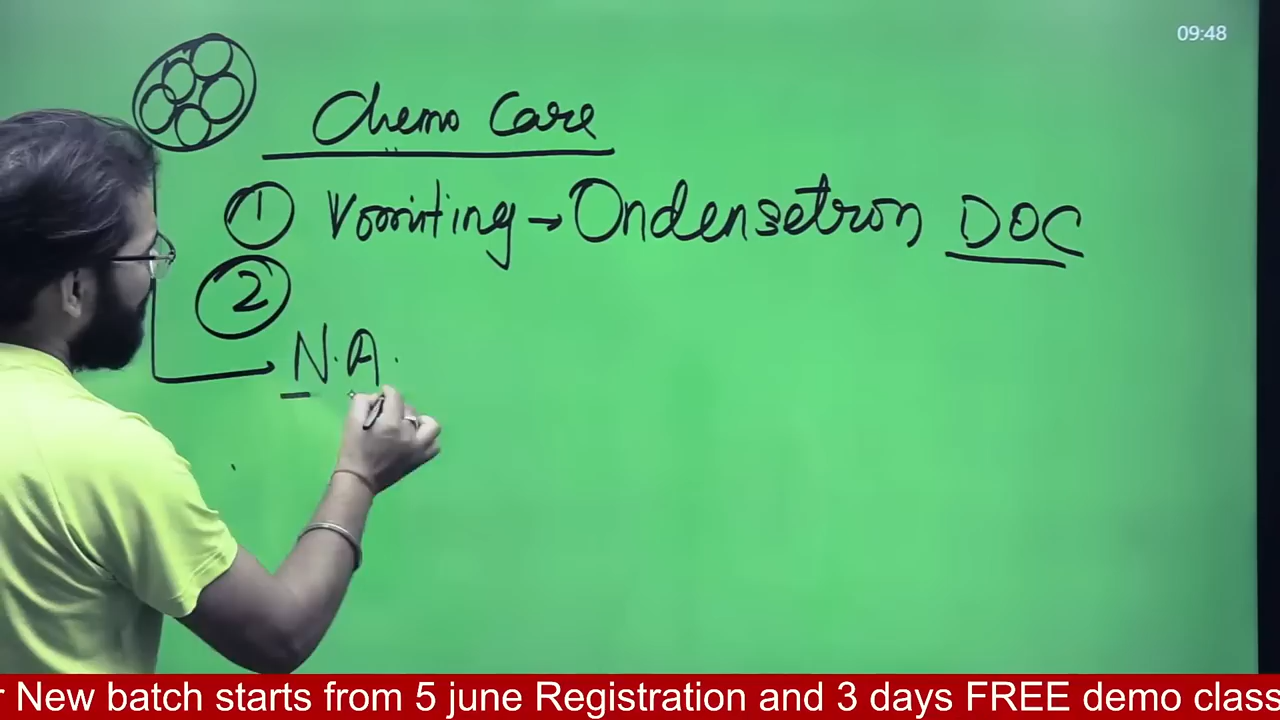 09:48
Chemo Care
1 Vomiting → Ondensetron DOC
2
N.A.
r New batch starts from 5 june Registration and 3 days FREE demo class